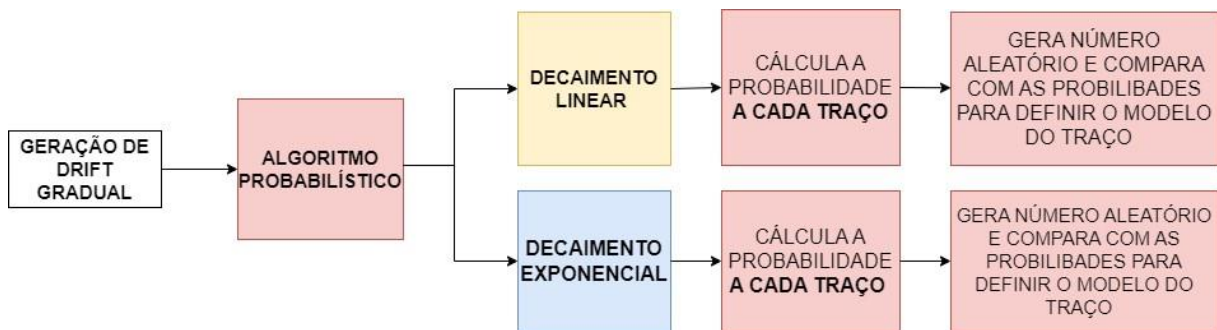 GERAÇÃO DE
DRIFT
GRADUAL
ALGORITMO
PROBABILÍSTICO
DECAIMENTO
LINEAR
CÁLCULA A
PROBABILIDADE
A CADA TRAÇO
GERA NÚMERO
ALEATÓRIO E COMPARA
COM AS PROBILIBADES
PARA DEFINIR O MODELO
DO TRAÇO
DECAIMENTO
EXPONENCIAL
CÁLCULA A
PROBABILIDADE
A CADA TRAÇO
GERA NÚMERO ALEATÓRIO
E COMPARA COM AS
PROBILIBADES PARA
DEFINIR O MODELO DO
TRAÇO